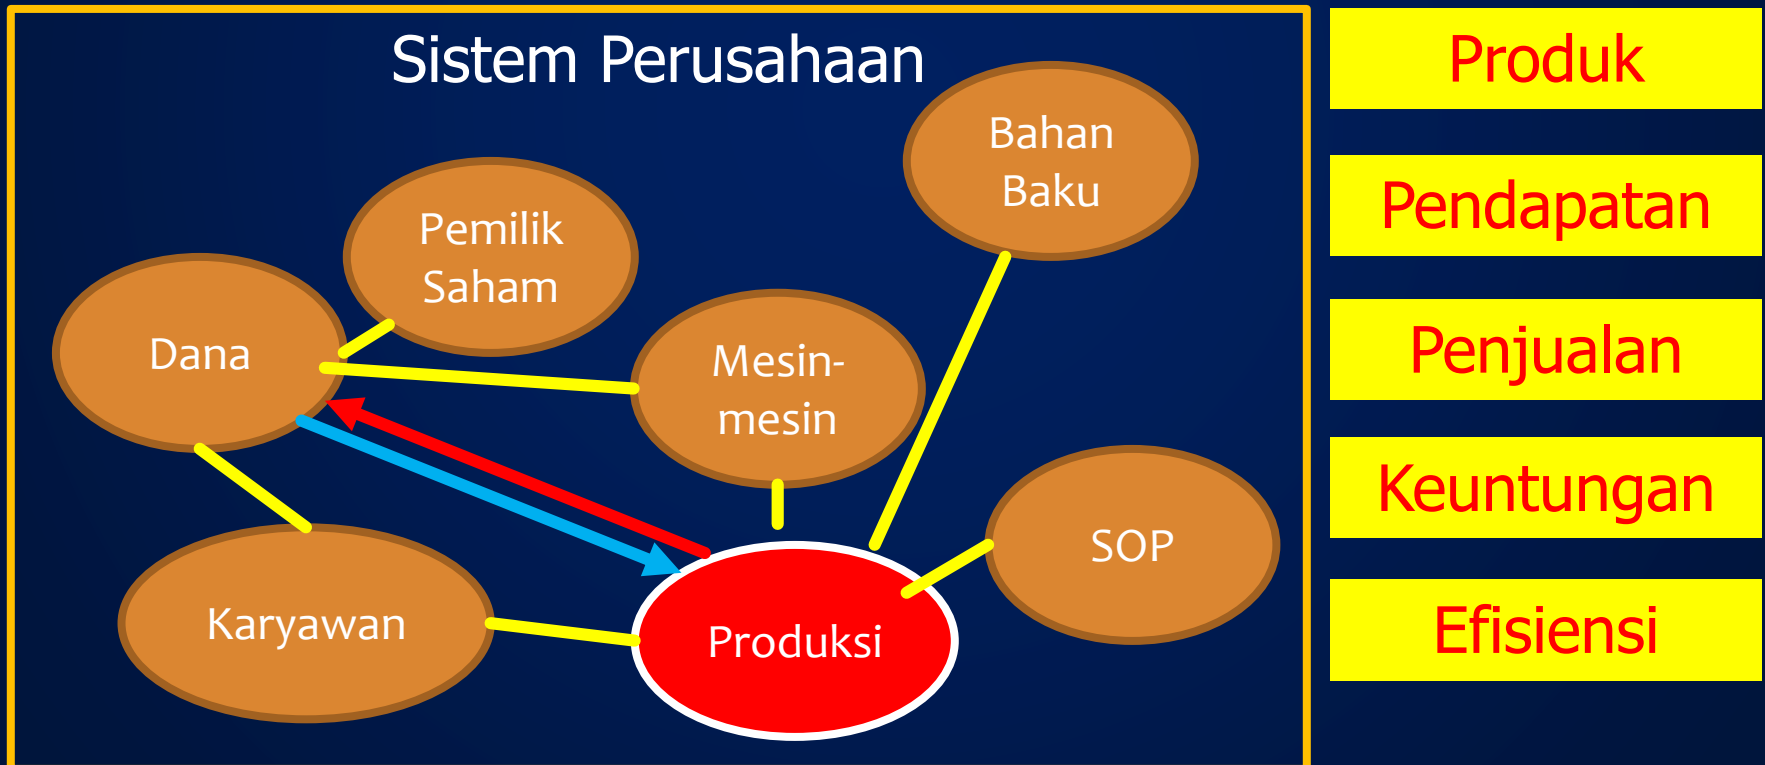 Sistem Perusahaan
Bahan
Baku
Pemilik
Saham
Dana
Mesin-
mesin
SOP
Karyawan
Produksi
Produk
Pendapatan
Penjualan
Keuntungan
Efisiensi